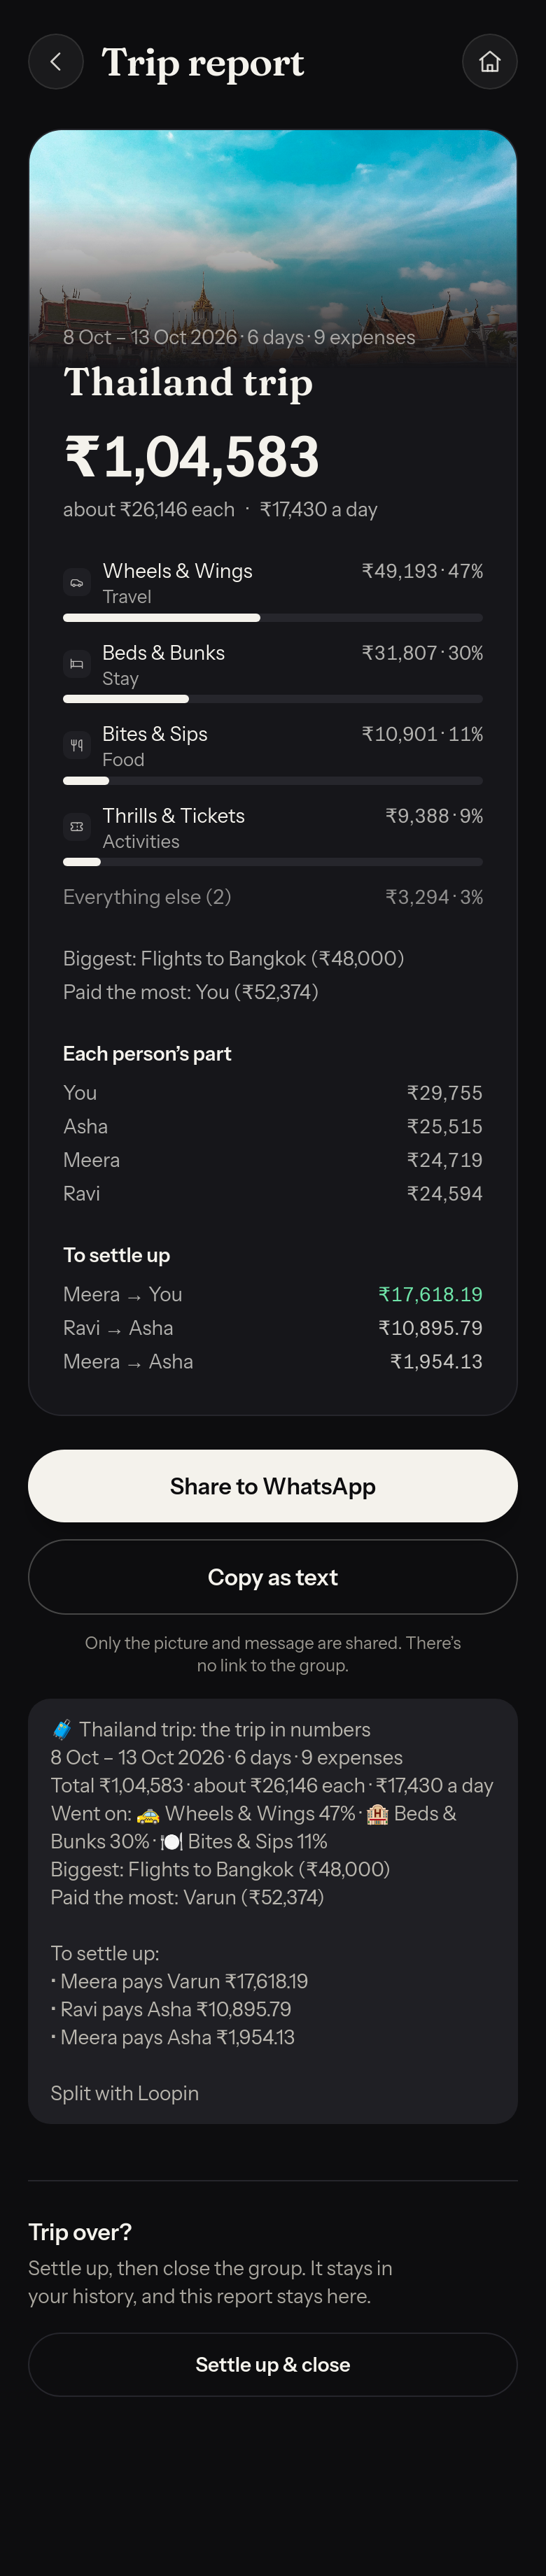 Trip report
8 Oct – 13 Oct 2026 · 6 days · 9 expenses
Thailand trip
₹1,04,583
about ₹26,146 each · ₹17,430 a day
Wheels & Wings ₹49,193 · 47%
Travel
Beds & Bunks ₹31,807 · 30%
Stay
Bites & Sips ₹10,901 · 11%
Food
Thrills & Tickets ₹9,388 · 9%
Activities
Everything else (2) ₹3,294 · 3%
Biggest: Flights to Bangkok (₹48,000)
Paid the most: You (₹52,374)
Each person’s part
You ₹29,755
Asha ₹25,515
Meera ₹24,719
Ravi ₹24,594
To settle up
Meera → You ₹17,618.19
Ravi → Asha ₹10,895.79
Meera → Asha ₹1,954.13
Share to WhatsApp
Copy as text
Only the picture and message are shared. There’s
no link to the group.
🧳 Thailand trip: the trip in numbers
8 Oct – 13 Oct 2026 · 6 days · 9 expenses
Total ₹1,04,583 · about ₹26,146 each · ₹17,430 a day
Went on: 🚕 Wheels & Wings 47% · 🏨 Beds &
Bunks 30% · 🍽️ Bites & Sips 11%
Biggest: Flights to Bangkok (₹48,000)
Paid the most: Varun (₹52,374)
To settle up:
• Meera pays Varun ₹17,618.19
• Ravi pays Asha ₹10,895.79
• Meera pays Asha ₹1,954.13
Split with Loopin
Trip over?
Settle up, then close the group. It stays in
your history, and this report stays here.
Settle up & close